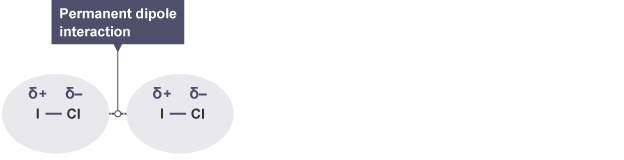 Permanent dipole
interaction
δ+ δ− δ+ δ−
I — Cl I — Cl